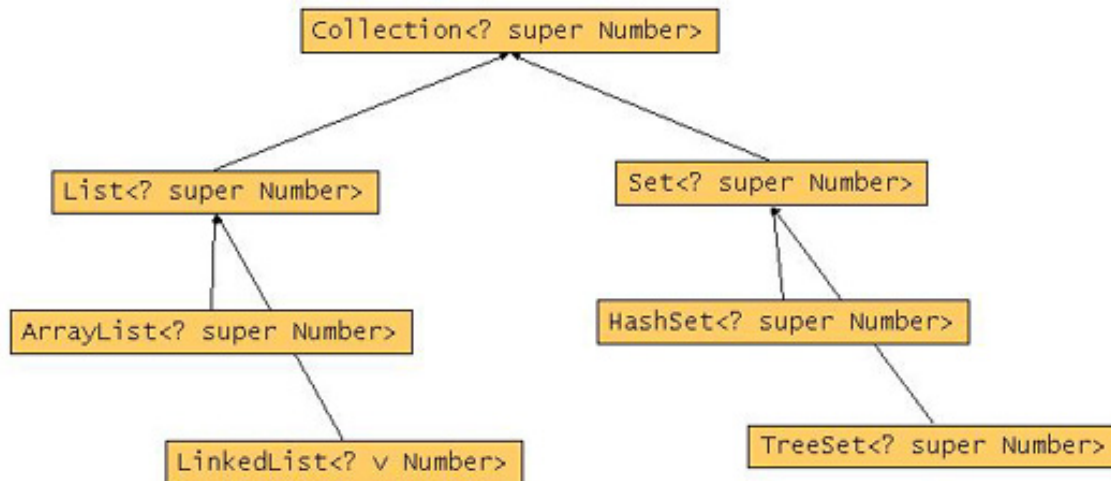 Collection<? super Number>
List<? super Number>
Set<? super Number>
ArrayList<? super Number>
HashSet<? super Number>
LinkedList<? v Number>
TreeSet<? super Number>